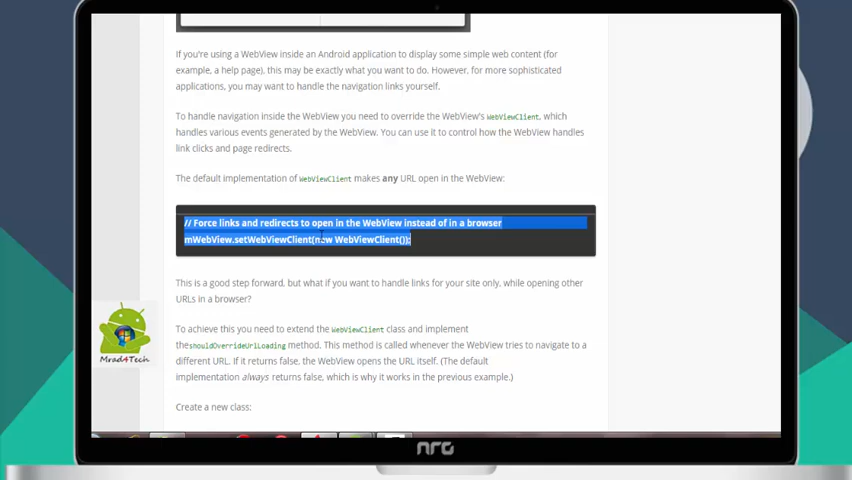 If you're using a WebView inside an Android application to display some simple web content (for
example, a help page), this may be exactly what you want to do. However, for more sophisticated
applications, you may want to handle the navigation links yourself.
To handle navigation inside the WebView you need to override the WebView's WebViewClient, which
handles various events generated by the WebView. You can use it to control how the WebView handles
link clicks and page redirects.
The default implementation of WebViewClient makes any URL open in the WebView:
// Force links and redirects to open in the WebView instead of in a browser
mWebView.setWebViewClient(new WebViewClient());
This is a good step forward, but what if you want to handle links for your site only, while opening other
URLs in a browser?
To achieve this you need to extend the WebViewClient class and implement
theshouldOverrideUrlLoading method. This method is called whenever the WebView tries to navigate to a
different URL. If it returns false, the WebView opens the URL itself. (The default
implementation always returns false, which is why it works in the previous example.)
Create a new class:
Mrad4Tech
nrg